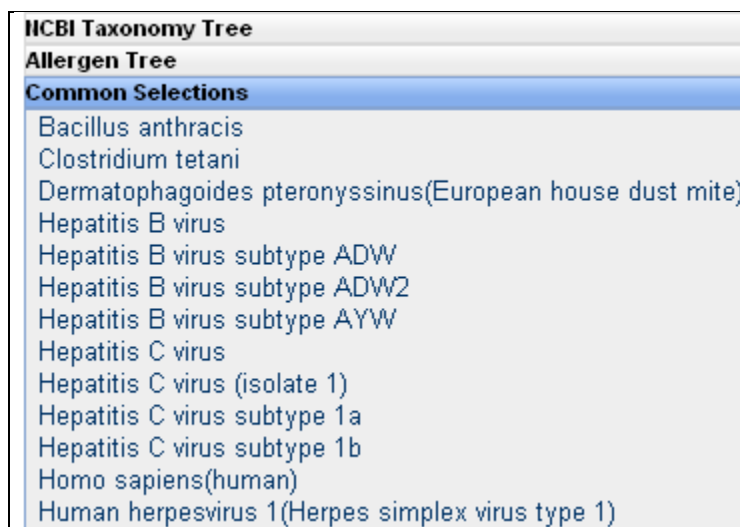 NCBI Taxonomy Tree
Allergen Tree
Common Selections
Bacillus anthracis
Clostridium tetani
Dermatophagoides pteronyssinus(European house dust mite)
Hepatitis B virus
Hepatitis B virus subtype ADW
Hepatitis B virus subtype ADW2
Hepatitis B virus subtype AYW
Hepatitis C virus
Hepatitis C virus (isolate 1)
Hepatitis C virus subtype 1a
Hepatitis C virus subtype 1b
Homo sapiens(human)
Human herpesvirus 1(Herpes simplex virus type 1)